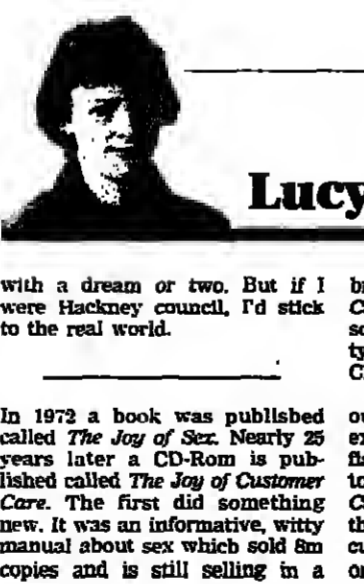 Lucy
with a dream or two. But if I
were Hackney council, I'd stick
to the real world.
In 1972 a book was published
called The Joy of Sex. Nearly 25
years later a CD-Rom is pub-
lished called The Joy of Customer
Care. The first did something
new. It was an informative, witty
manual about sex which sold 8m
copies and is still selling in a